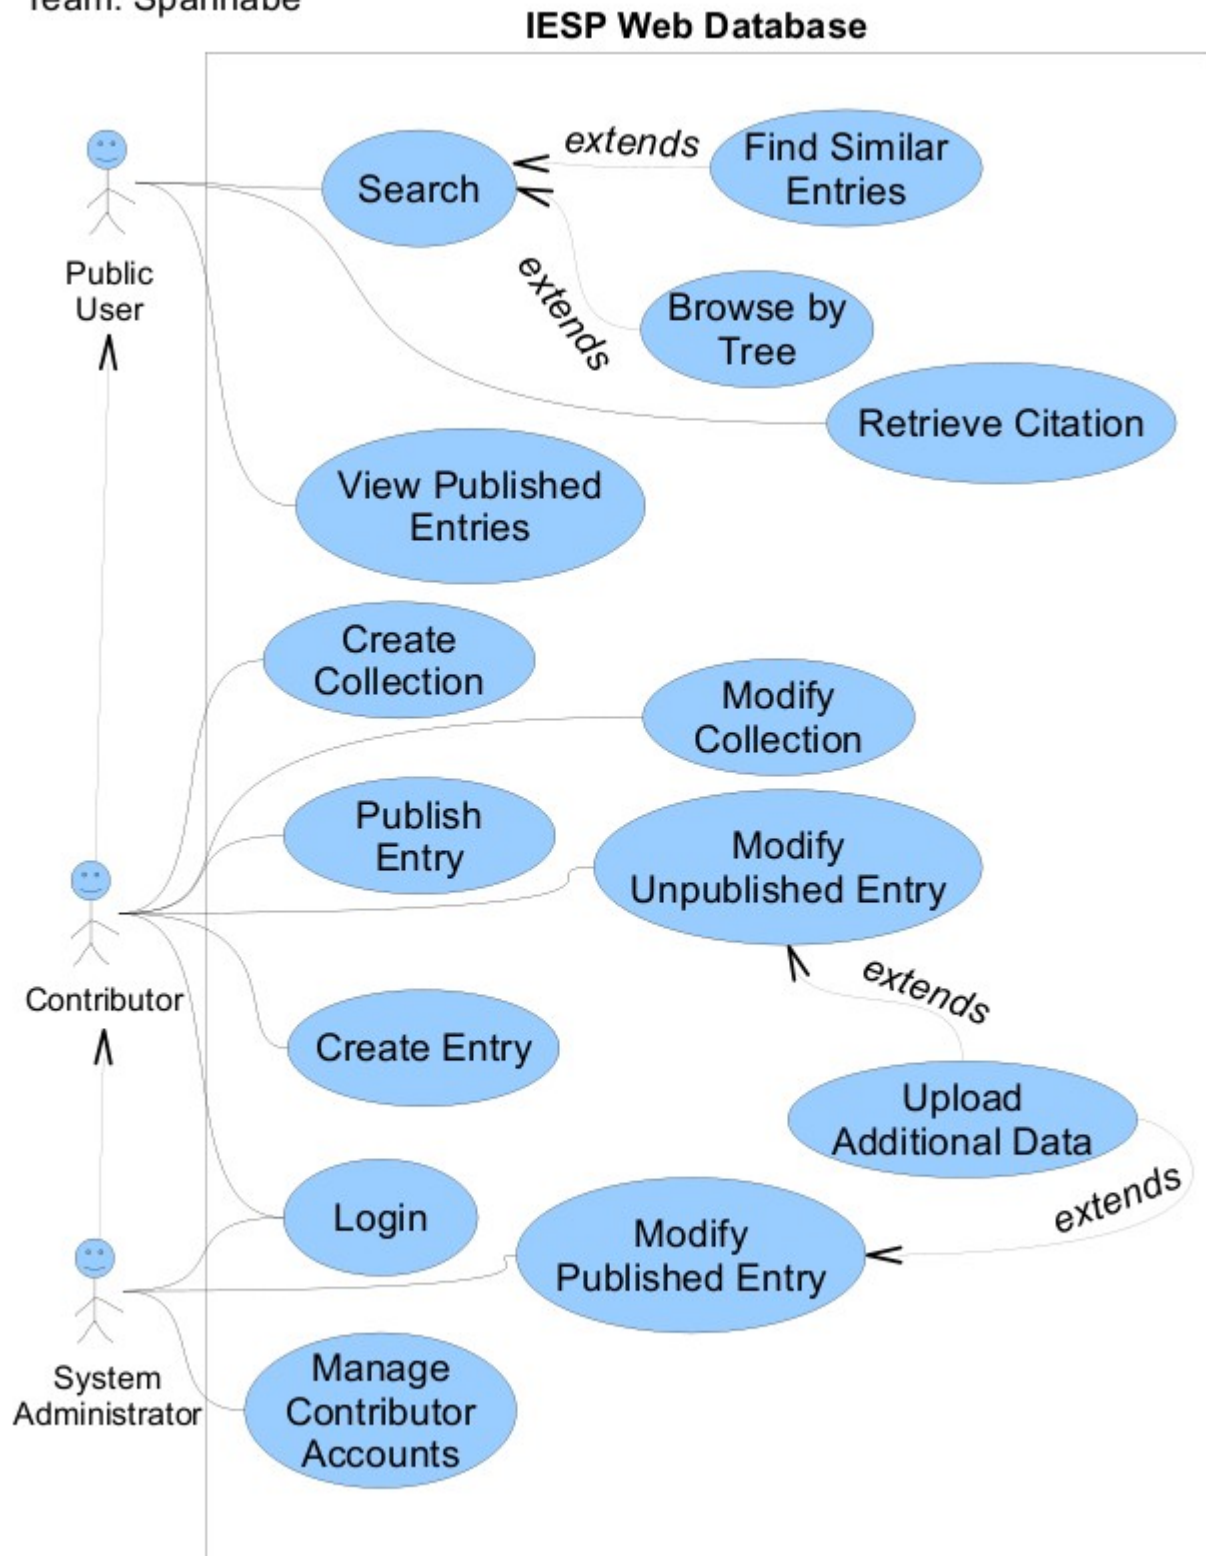 Team: Spannabe
IESP Web Database
extends
Find Similar
Entries
Search
Public
User
extends
Browse by
Tree
Retrieve Citation
View Published
Entries
Create
Collection
Modify
Collection
Publish
Entry
Modify
Unpublished Entry
Contributor
extends
Create Entry
Upload
Additional Data
Login
extends
Modify
Published Entry
System
Administrator
Manage
Contributor
Accounts